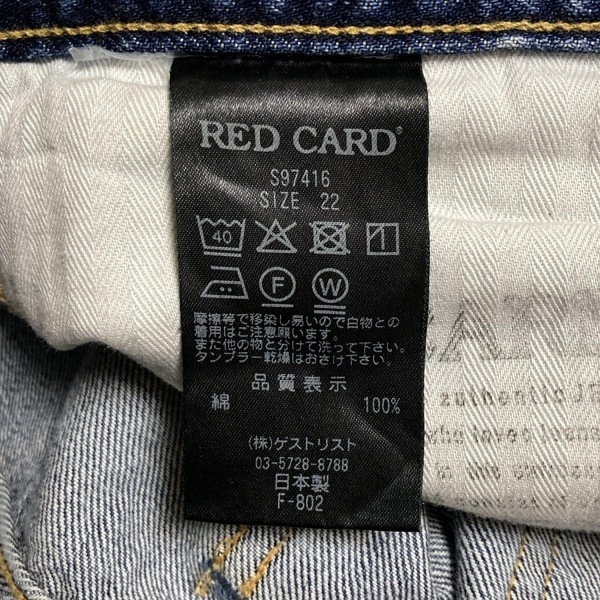 RED CARD®
S97416
SIZE 22
40
F W
摩擦等で移染し易いので白物との
着用はご注意願います。
また他の物と分けて洗って下さい。
タンブラー乾燥はおさけ下さい。
品質表示
綿 100%
(株)ゲストリスト
03-5728-8788
日本製
F-802
authentic
who loves